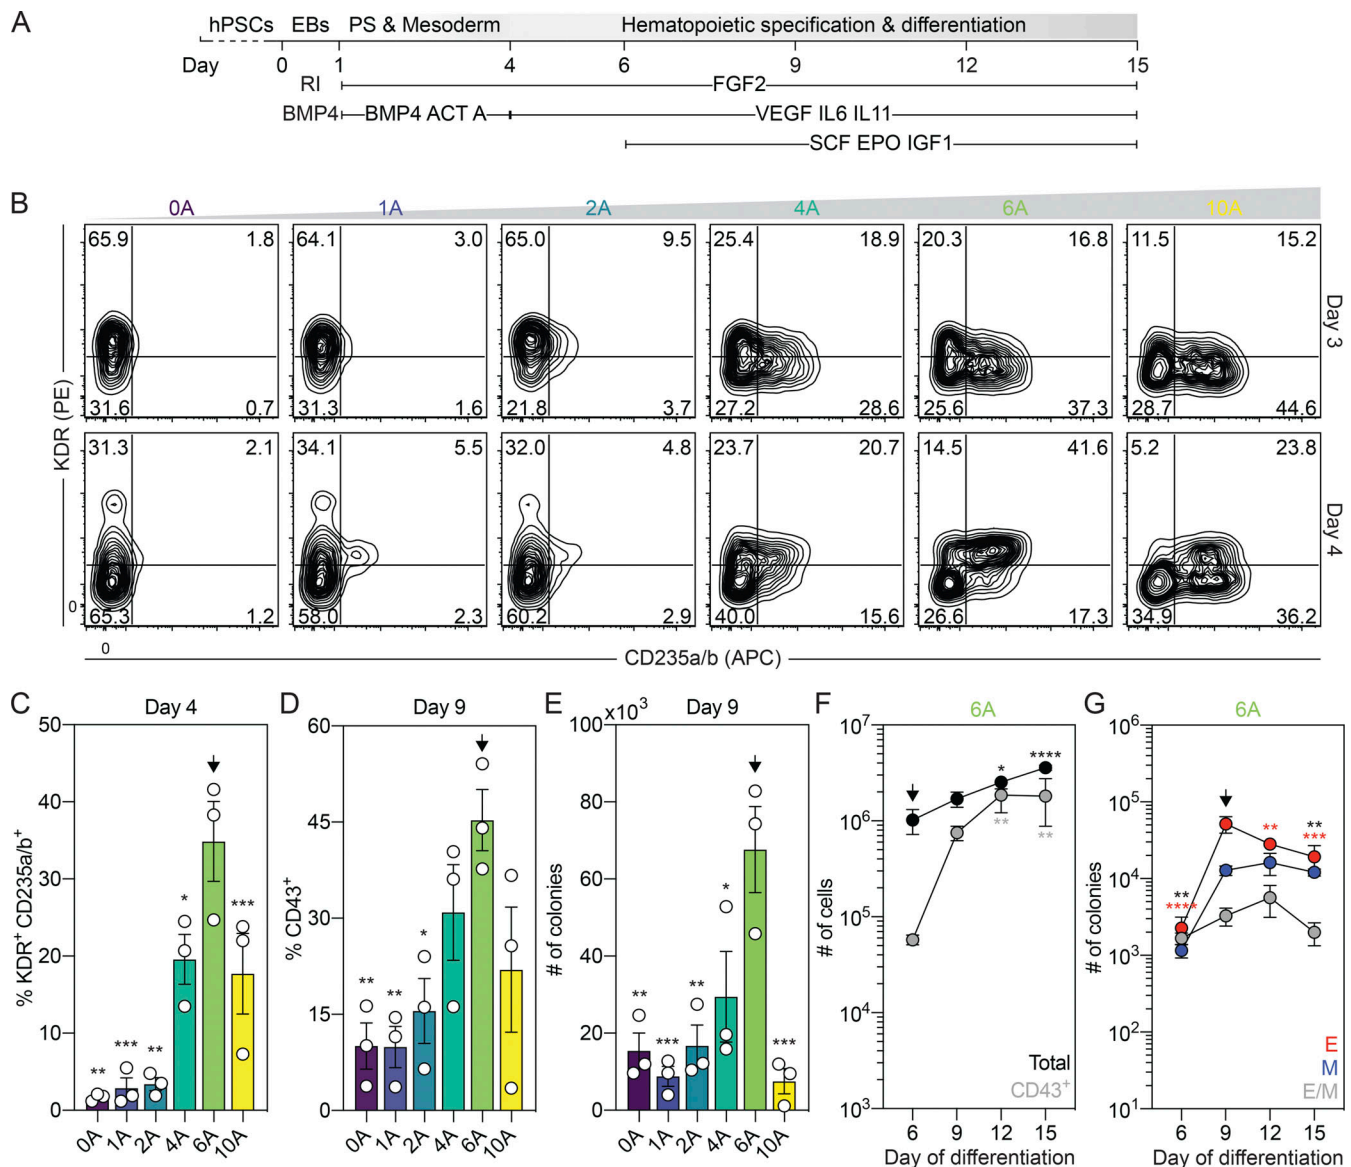 A
hPSCs EBs PS & Mesoderm Hematopoietic specification & differentiation
Day 0 1 4 6 9 12 15
RI FGF2
BMP4 BMP4 ACT A VEGF IL6 IL11
SCF EPO IGF1
B
0A 1A 2A 4A 6A 10A
65.9 1.8 64.1 3.0 65.0 9.5 25.4 18.9 20.3 16.8 11.5 15.2
Day 3
31.6 0.7 31.3 1.6 21.8 3.7 27.2 28.6 25.6 37.3 28.7 44.6
KDR (PE)
31.3 2.1 34.1 5.5 32.0 4.8 23.7 20.7 14.5 41.6 5.2 23.8
Day 4
0
65.3 1.2 58.0 2.3 60.2 2.9 40.0 15.6 26.6 17.3 34.9 36.2
0
CD235a/b (APC)
C
Day 4
% KDR+ CD235a/b+
50
40
30
20
10
0
** *** ** * ***
0A 1A 2A 4A 6A 10A
D
Day 9
% CD43+
60
45
30
15
0
** ** *
0A 1A 2A 4A 6A 10A
E
x10³ Day 9
# of colonies
100
80
60
40
20
0
** *** ** * ***
0A 1A 2A 4A 6A 10A
F
6A
# of cells
10⁷
10⁶
10⁵
10⁴
10³
* ****
** **
Total
CD43+
6 9 12 15
Day of differentiation
G
6A
# of colonies
10⁶
10⁵
10⁴
10³
10²
10¹
** ** **
**** ***
E
M
E/M
6 9 12 15
Day of differentiation